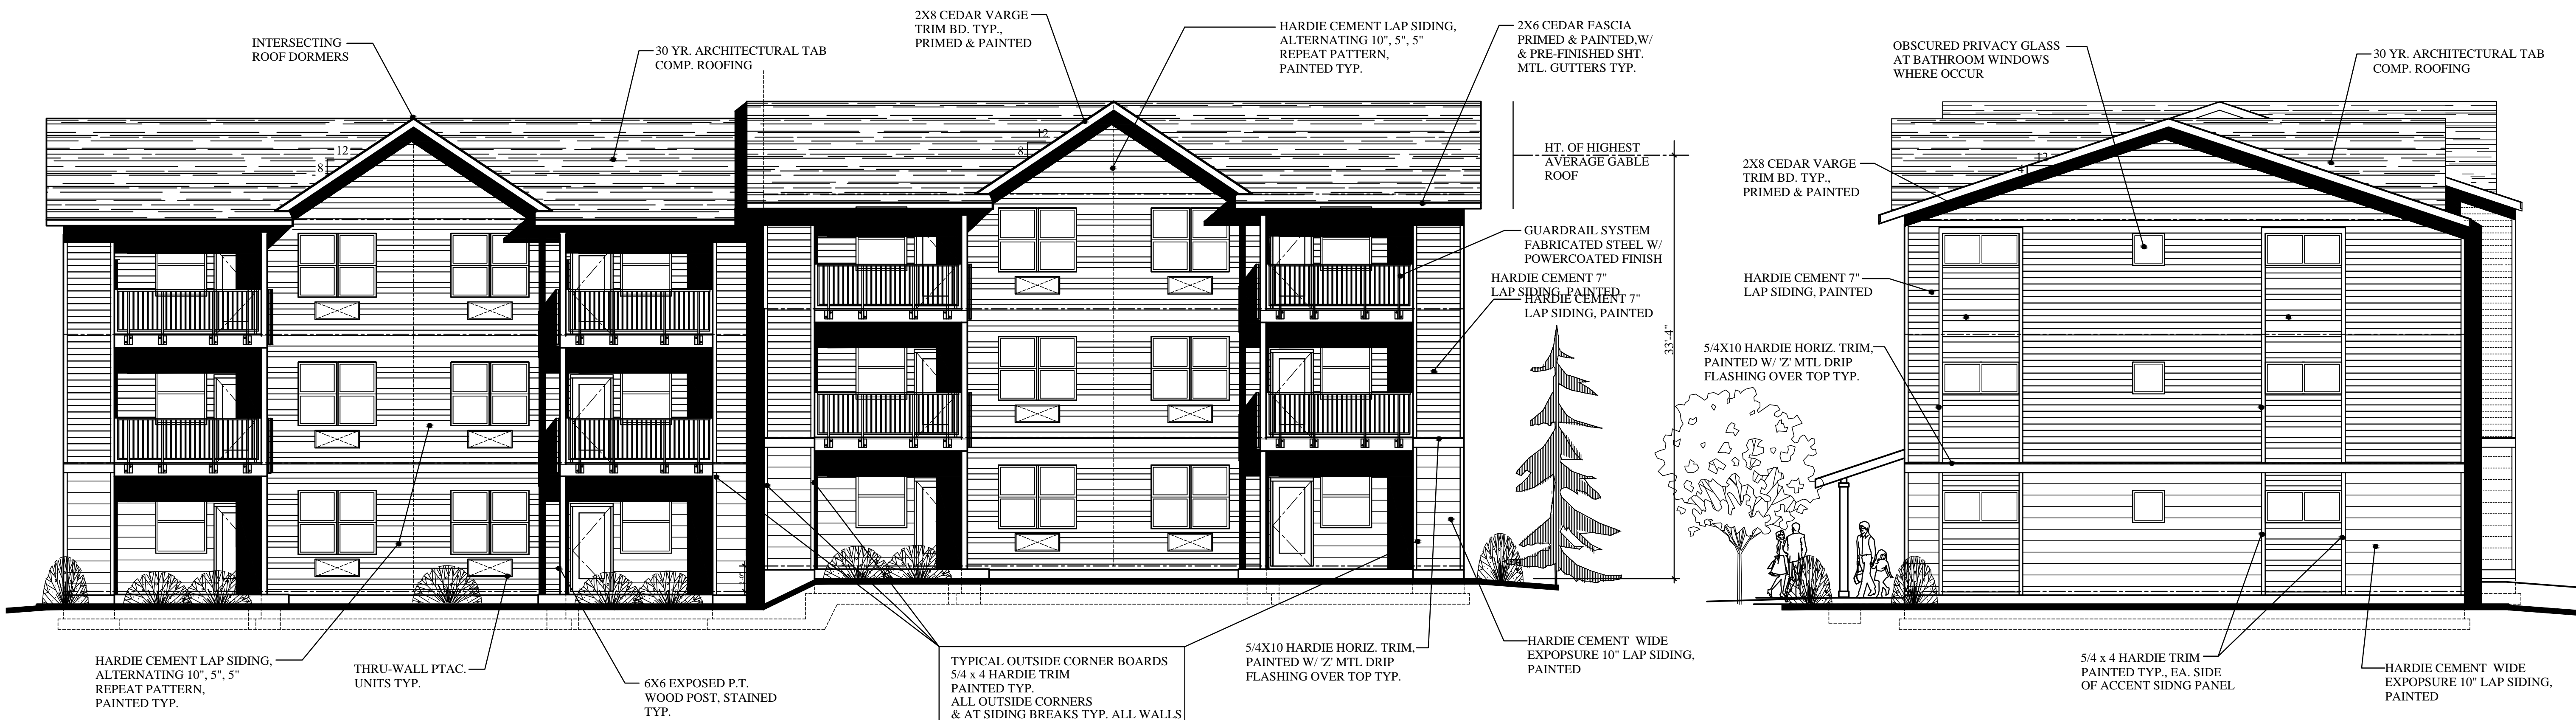 INTERSECTING
ROOF DORMERS
30 YR. ARCHITECTURAL TAB
COMP. ROOFING
2X8 CEDAR VARGE
TRIM BD. TYP.,
PRIMED & PAINTED
HARDIE CEMENT LAP SIDING,
ALTERNATING 10", 5", 5"
REPEAT PATTERN,
PAINTED TYP.
2X6 CEDAR FASCIA
PRIMED & PAINTED,W/
& PRE-FINISHED SHT.
MTL. GUTTERS TYP.
OBSCURED PRIVACY GLASS
AT BATHROOM WINDOWS
WHERE OCCUR
30 YR. ARCHITECTURAL TAB
COMP. ROOFING
12
8
12
8
HT. OF HIGHEST
AVERAGE GABLE
ROOF
2X8 CEDAR VARGE
TRIM BD. TYP.,
PRIMED & PAINTED
12
4
GUARDRAIL SYSTEM
FABRICATED STEEL W/
POWERCOATED FINISH
HARDIE CEMENT 7"
LAP SIDING, PAINTED
HARDIE CEMENT 7"
LAP SIDING, PAINTED
33'-4"
HARDIE CEMENT 7"
LAP SIDING, PAINTED
5/4X10 HARDIE HORIZ. TRIM,
PAINTED W/ 'Z' MTL DRIP
FLASHING OVER TOP TYP.
HARDIE CEMENT LAP SIDING,
ALTERNATING 10", 5", 5"
REPEAT PATTERN,
PAINTED TYP.
THRU-WALL PTAC.
UNITS TYP.
6X6 EXPOSED P.T.
WOOD POST, STAINED
TYP.
TYPICAL OUTSIDE CORNER BOARDS
5/4 x 4 HARDIE TRIM
PAINTED TYP.
ALL OUTSIDE CORNERS
& AT SIDING BREAKS TYP. ALL WALLS
5/4X10 HARDIE HORIZ. TRIM,
PAINTED W/ 'Z' MTL DRIP
FLASHING OVER TOP TYP.
HARDIE CEMENT WIDE
EXPOPSURE 10" LAP SIDING,
PAINTED
5/4 x 4 HARDIE TRIM
PAINTED TYP., EA. SIDE
OF ACCENT SIDNG PANEL
HARDIE CEMENT WIDE
EXPOPSURE 10" LAP SIDING,
PAINTED